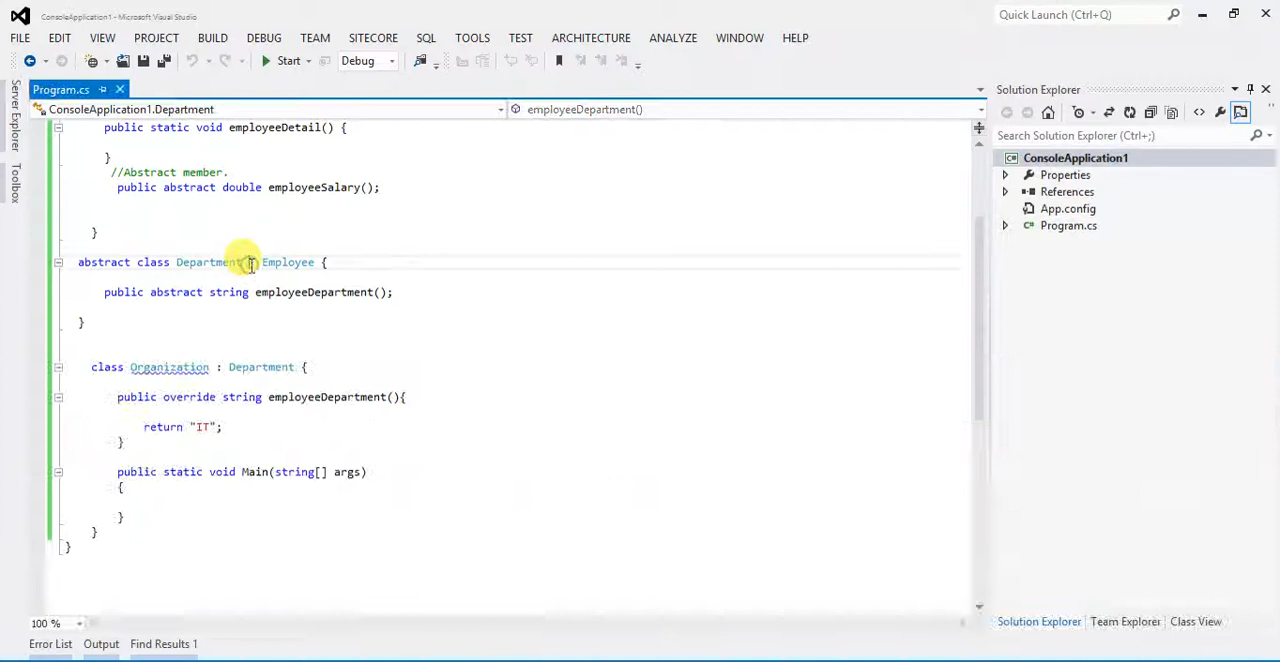 ConsoleApplication1 - Microsoft Visual Studio
Quick Launch (Ctrl+Q)
FILE EDIT VIEW PROJECT BUILD DEBUG TEAM SITECORE SQL TOOLS TEST ARCHITECTURE ANALYZE WINDOW HELP
Start Debug
Server Explorer
Toolbox
Program.cs
ConsoleApplication1.Department
employeeDepartment()
public static void employeeDetail() {
}
//Abstract member.
public abstract double employeeSalary();
}
abstract class Department : Employee {
public abstract string employeeDepartment();
}
class Organization : Department {
public override string employeeDepartment(){
return "IT";
}
public static void Main(string[] args)
{
}
}
}
100 %
Solution Explorer
Search Solution Explorer (Ctrl+;)
ConsoleApplication1
Properties
References
App.config
Program.cs
Solution Explorer Team Explorer Class View
Error List Output Find Results 1